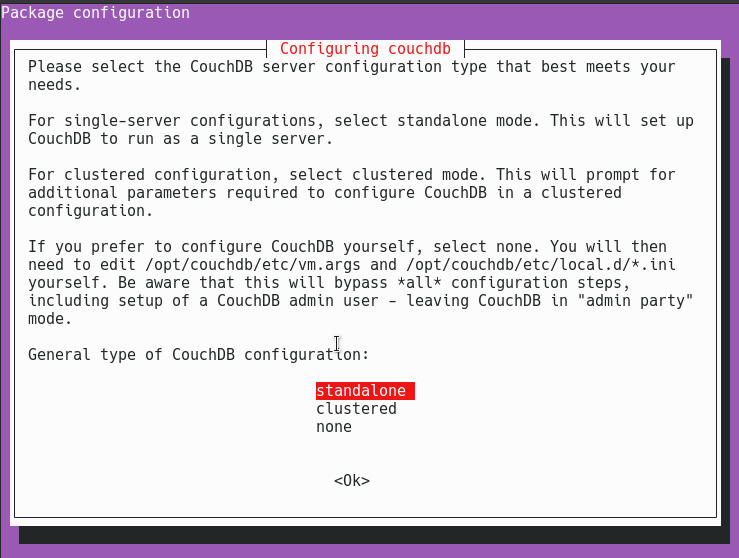 Package configuration
Configuring couchdb
Please select the CouchDB server configuration type that best meets your
needs.
For single-server configurations, select standalone mode. This will set up
CouchDB to run as a single server.
For clustered configuration, select clustered mode. This will prompt for
additional parameters required to configure CouchDB in a clustered
configuration.
If you prefer to configure CouchDB yourself, select none. You will then
need to edit /opt/couchdb/etc/vm.args and /opt/couchdb/etc/local.d/*.ini
yourself. Be aware that this will bypass *all* configuration steps,
including setup of a CouchDB admin user - leaving CouchDB in "admin party"
mode.
General type of CouchDB configuration:
standalone
clustered
none
<Ok>